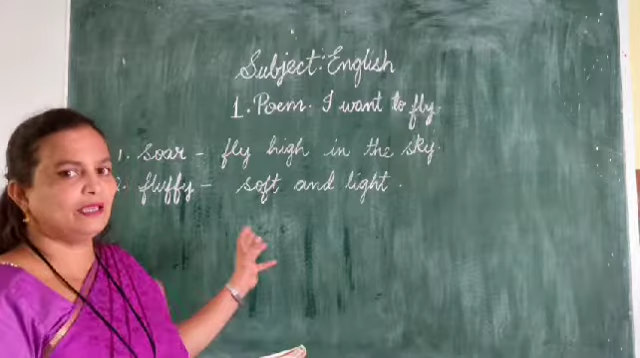 Subject: English
1. Poem. I want to fly.
1. soar - fly high in the sky.
2. fluffy - soft and light.